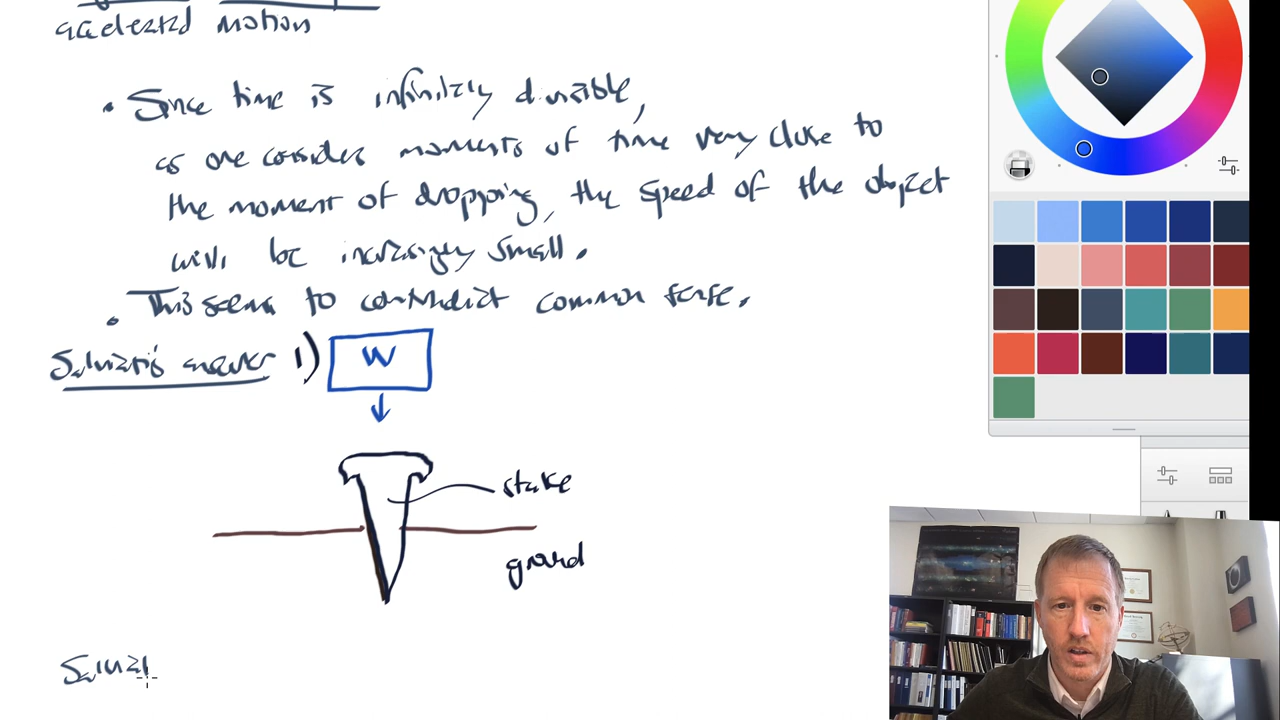 accelerated motion
• Since time is infinitely divisible,
as one considers moments of time very close to
the moment of dropping, the speed of the object
will be increasingly small.
• This seems to contradict common sense.
Salviati's answer 1) W
stake
ground
Salviati